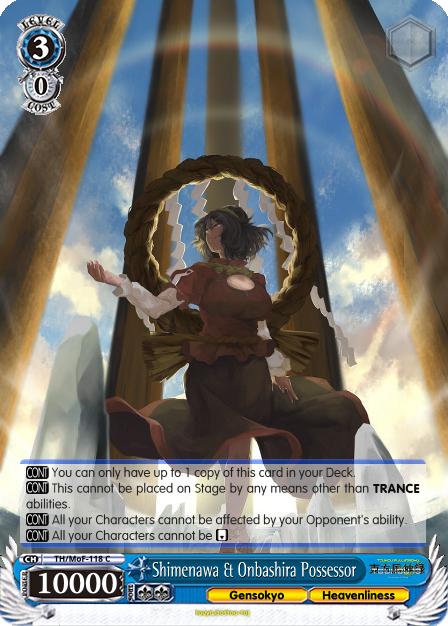 LEVEL
3
0
COST
CONT You can only have up to 1 copy of this card in your Deck.
CONT This cannot be placed on Stage by any means other than TRANCE
abilities.
CONT All your Characters cannot be affected by your Opponent's ability.
CONT All your Characters cannot be
CH TH/MoF-118 C
POWER 10000 SOUL Shimenawa & Onbashira Possessor
Gensokyo Heavenliness